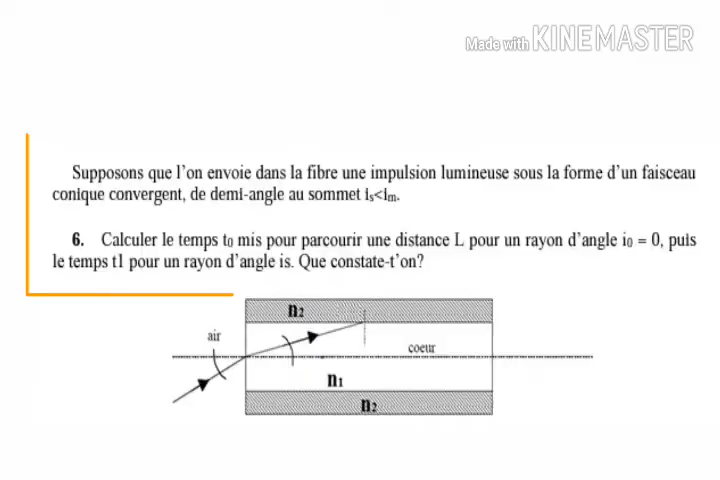 Made with KINEMASTER
Supposons que l'on envoie dans la fibre une impulsion lumineuse sous la forme d'un faisceau
conique convergent, de demi-angle au sommet is<im.
6. Calculer le temps t0 mis pour parcourir une distance L pour un rayon d'angle i0 = 0, puis
le temps t1 pour un rayon d'angle is. Que constate-t'on?
n2
air
coeur
n1
n2